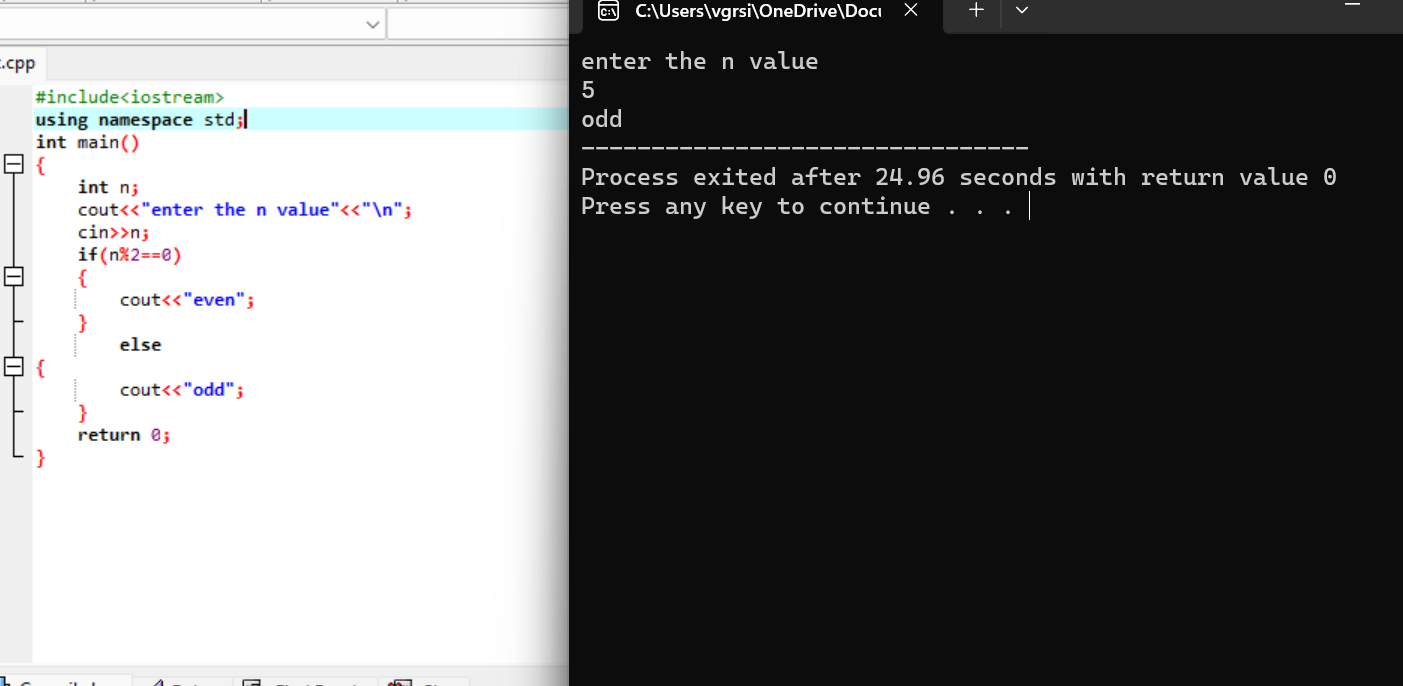 .cpp
#include<iostream>
using namespace std;
int main()
{
int n;
cout<<"enter the n value"<<"\n";
cin>>n;
if(n%2==0)
{
cout<<"even";
}
else
{
cout<<"odd";
}
return 0;
}
C:\Users\vgrsi\OneDrive\Docu
enter the n value
5
odd
--------------------------------
Process exited after 24.96 seconds with return value 0
Press any key to continue . . .